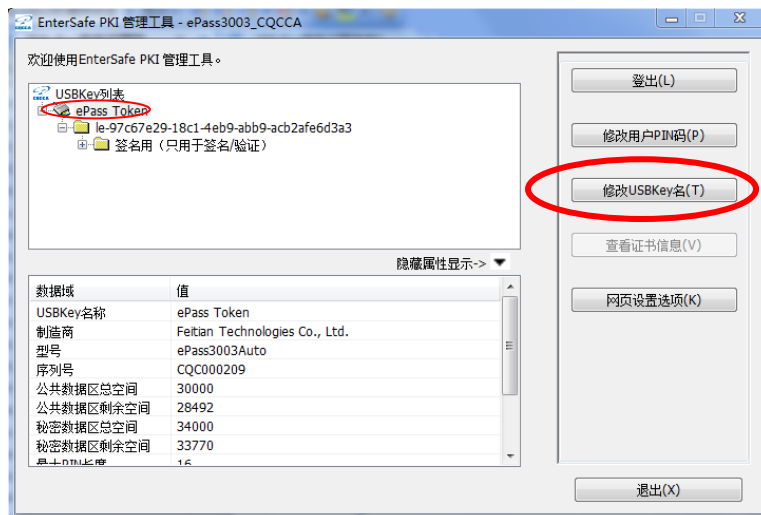 EnterSafe PKI 管理工具 - ePass3003_CQCCA
欢迎使用EnterSafe PKI 管理工具。
USBKey列表
ePass Token
le-97c67e29-18c1-4eb9-abb9-acb2afe6d3a3
签名用（只用于签名/验证）
隐藏属性显示->
数据域 值
USBKey名称 ePass Token
制造商 Feitian Technologies Co., Ltd.
型号 ePass3003Auto
序列号 CQC000209
公共数据区总空间 30000
公共数据区剩余空间 28492
秘密数据区总空间 34000
秘密数据区剩余空间 33770
最大PIN长度 16
登出(L)
修改用户PIN码(P)
修改USBKey名(T)
查看证书信息(V)
网页设置选项(K)
退出(X)